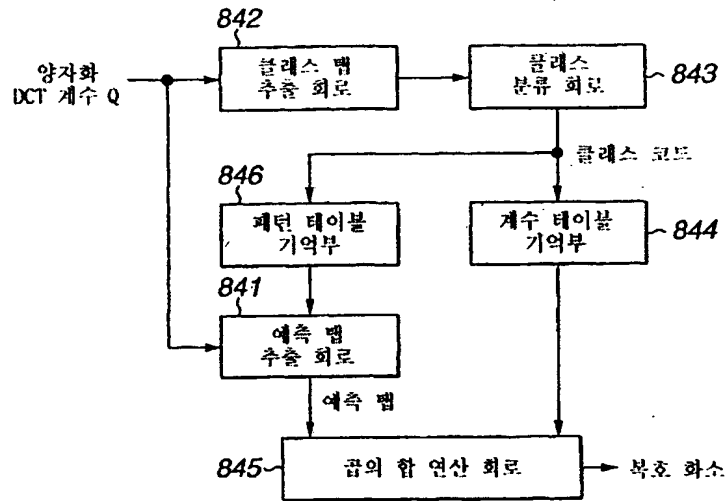 842
양자화
DCT 계수 Q
클래스 맵
추출 회로
클래스
분류 회로
843
클래스 코드
846
패턴 테이블
기억부
계수 테이블
기억부
844
841
예측 맵
추출 회로
예측 맵
845
곱의 합 연산 회로
복호 화소